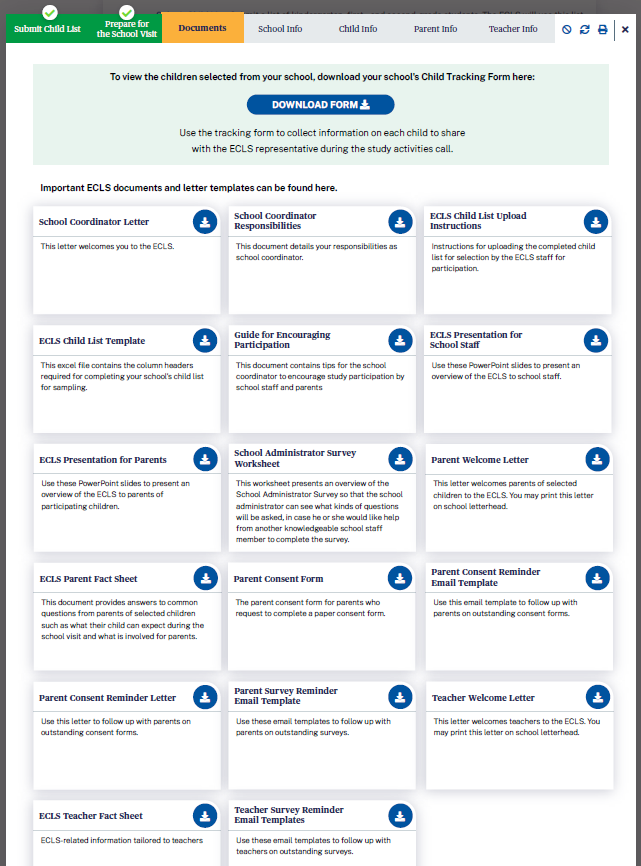 Submit Child List
Prepare for
the School Visit
Documents
School Info
Child Info
Parent Info
Teacher Info
To view the children selected from your school, download your school's Child Tracking Form here:
DOWNLOAD FORM
Use the tracking form to collect information on each child to share
with the ECLS representative during the study activities call.
Important ECLS documents and letter templates can be found here.
School Coordinator Letter
This letter welcomes you to the ECLS.
School Coordinator
Responsibilities
This document details your responsibilities as
school coordinator.
ECLS Child List Upload
Instructions
Instructions for uploading the completed child
list for selection by the ECLS staff for
participation.
ECLS Child List Template
This excel file contains the column headers
required for completing your school's child list
for sampling.
Guide for Encouraging
Participation
This document contains tips for the school
coordinator to encourage study participation by
school staff and parents
ECLS Presentation for
School Staff
Use these PowerPoint slides to present an
overview of the ECLS to school staff.
ECLS Presentation for Parents
Use these PowerPoint slides to present an
overview of the ECLS to parents of
participating children.
School Administrator Survey
Worksheet
This worksheet presents an overview of the
School Administrator Survey so that the school
administrator can see what kinds of questions
will be asked, in case he or she would like help
from another knowledgeable school staff
member to complete the survey.
Parent Welcome Letter
This letter welcomes parents of selected
children to the ECLS. You may print this letter
on school letterhead.
ECLS Parent Fact Sheet
This document provides answers to common
questions from parents of selected children
such as what their child can expect during the
school visit and what is involved for parents.
Parent Consent Form
The parent consent form for parents who
request to complete a paper consent form.
Parent Consent Reminder
Email Template
Use this email template to follow up with
parents on outstanding consent forms.
Parent Consent Reminder Letter
Use this letter to follow up with parents on
outstanding consent forms.
Parent Survey Reminder
Email Template
Use these email templates to follow up with
parents on outstanding surveys.
Teacher Welcome Letter
This letter welcomes teachers to the ECLS. You
may print this letter on school letterhead.
ECLS Teacher Fact Sheet
ECLS-related information tailored to teachers
Teacher Survey Reminder
Email Templates
Use these email templates to follow up with
teachers on outstanding surveys.